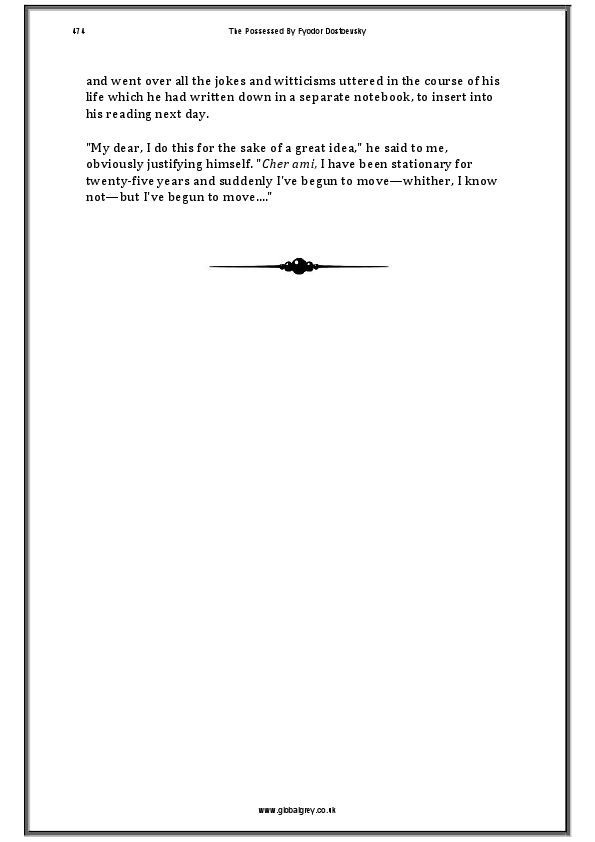 474
The Possessed By Fyodor Dostoevsky
and went over all the jokes and witticisms uttered in the course of his
life which he had written down in a separate notebook, to insert into
his reading next day.
"My dear, I do this for the sake of a great idea," he said to me,
obviously justifying himself. "Cher ami, I have been stationary for
twenty-five years and suddenly I've begun to move—whither, I know
not—but I've begun to move...."
www.globalgrey.co.uk